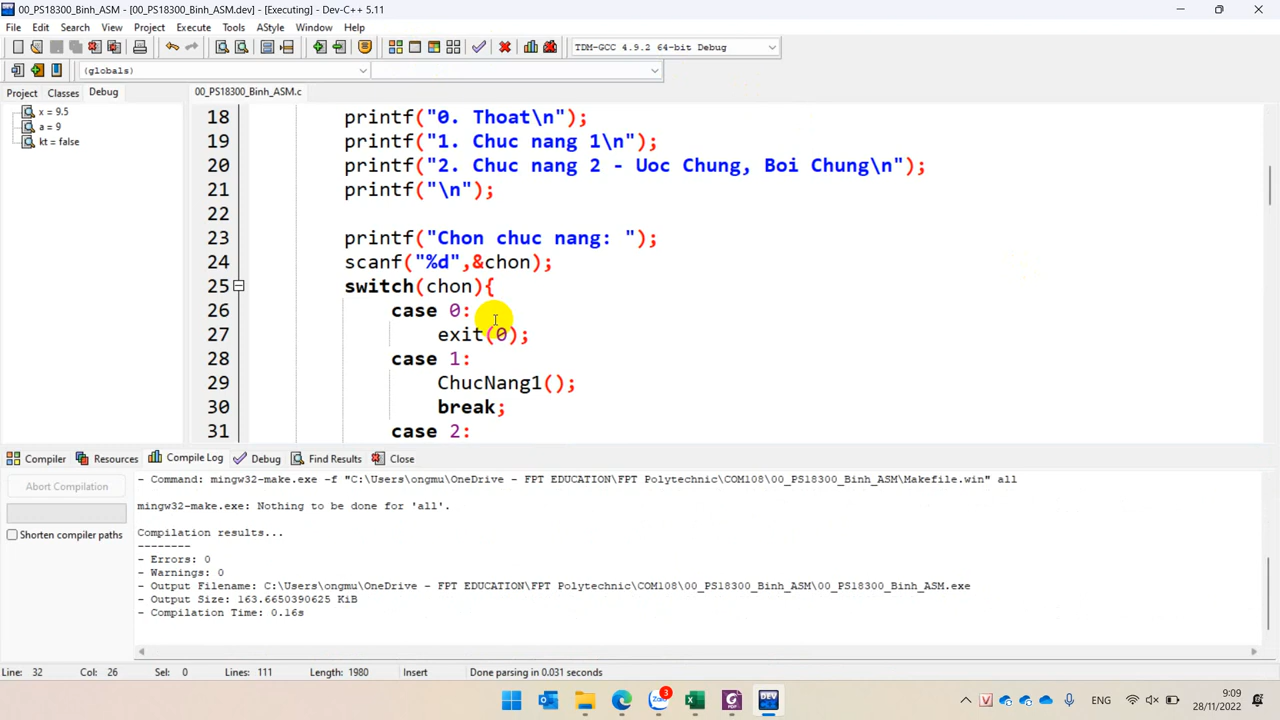 00_PS18300_Binh_ASM - [00_PS18300_Binh_ASM.dev] - [Executing] - Dev-C++ 5.11
File Edit Search View Project Execute Tools AStyle Window Help
TDM-GCC 4.9.2 64-bit Debug
(globals)
Project Classes Debug 00_PS18300_Binh_ASM.c
x = 9.5
a = 9
kt = false
18 printf("0. Thoat\n");
19 printf("1. Chuc nang 1\n");
20 printf("2. Chuc nang 2 - Uoc Chung, Boi Chung\n");
21 printf("\n");
22
23 printf("Chon chuc nang: ");
24 scanf("%d",&chon);
25 switch(chon){
26 case 0:
27 exit(0);
28 case 1:
29 ChucNang1();
30 break;
31 case 2:
Compiler Resources Compile Log Debug Find Results Close
Abort Compilation
Shorten compiler paths
- Command: mingw32-make.exe -f "C:\Users\ongmu\OneDrive - FPT EDUCATION\FPT Polytechnic\COM108\00_PS18300_Binh_ASM\Makefile.win" all
mingw32-make.exe: Nothing to be done for 'all'.
Compilation results...
--------
- Errors: 0
- Warnings: 0
- Output Filename: C:\Users\ongmu\OneDrive - FPT EDUCATION\FPT Polytechnic\COM108\00_PS18300_Binh_ASM\00_PS18300_Binh_ASM.exe
- Output Size: 163.6650390625 KiB
- Compilation Time: 0.16s
Line: 32 Col: 26 Sel: 0 Lines: 111 Length: 1980 Insert Done parsing in 0.031 seconds
3
DEV
ENG
9:09
28/11/2022